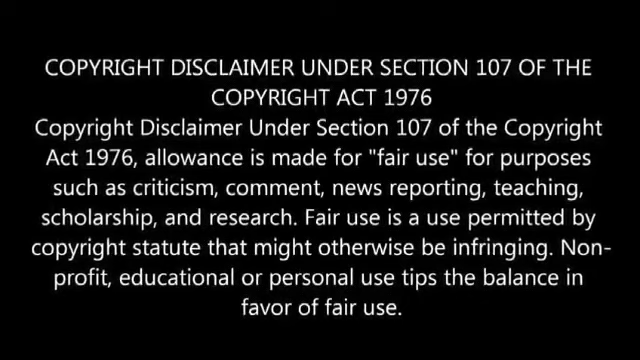 COPYRIGHT DISCLAIMER UNDER SECTION 107 OF THE
COPYRIGHT ACT 1976
Copyright Disclaimer Under Section 107 of the Copyright
Act 1976, allowance is made for "fair use" for purposes
such as criticism, comment, news reporting, teaching,
scholarship, and research. Fair use is a use permitted by
copyright statute that might otherwise be infringing. Non-
profit, educational or personal use tips the balance in
favor of fair use.